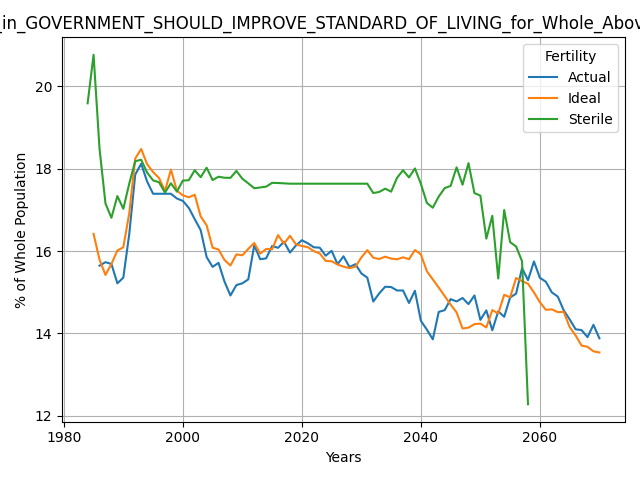 _in_GOVERNMENT_SHOULD_IMPROVE_STANDARD_OF_LIVING_for_Whole_Abov
Fertility
Actual
Ideal
Sterile
% of Whole Population
20
18
16
14
12
1980
2000
2020
2040
2060
Years